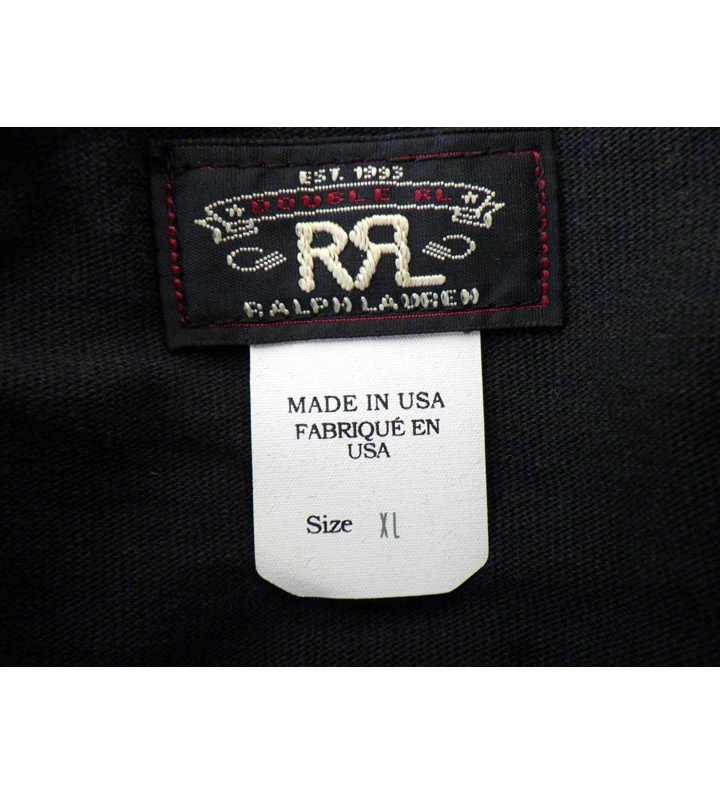 EST. 1993
DOUBLE RL
RRL
RALPH LAUREN
MADE IN USA
FABRIQUÉ EN
USA
Size XL